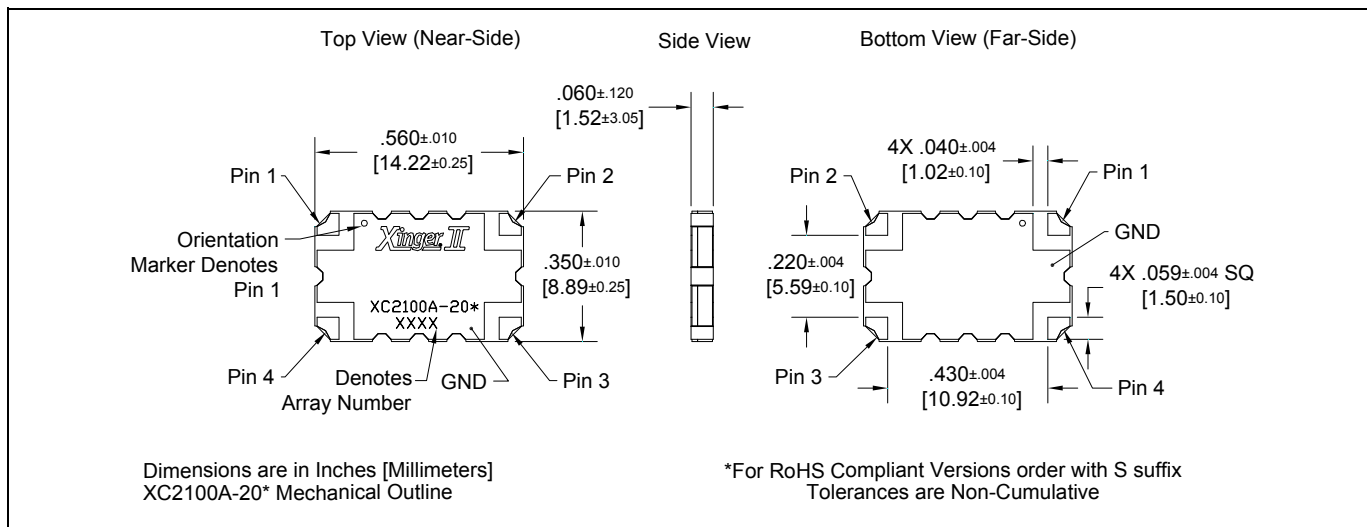 Top View (Near-Side)
Side View
Bottom View (Far-Side)
.060±.120
[1.52±3.05]
.560±.010
[14.22±0.25]
4X .040±.004
[1.02±0.10]
Pin 1
Pin 2
Pin 2
Pin 1
Orientation
Marker Denotes
Pin 1
Xinger II
GND
.350±.010
[8.89±0.25]
.220±.004
[5.59±0.10]
4X .059±.004 SQ
[1.50±0.10]
XC2100A-20*
XXXX
Pin 4
Denotes
Array Number
GND
Pin 3
Pin 3
.430±.004
[10.92±0.10]
Pin 4
Dimensions are in Inches [Millimeters]
XC2100A-20* Mechanical Outline
*For RoHS Compliant Versions order with S suffix
Tolerances are Non-Cumulative